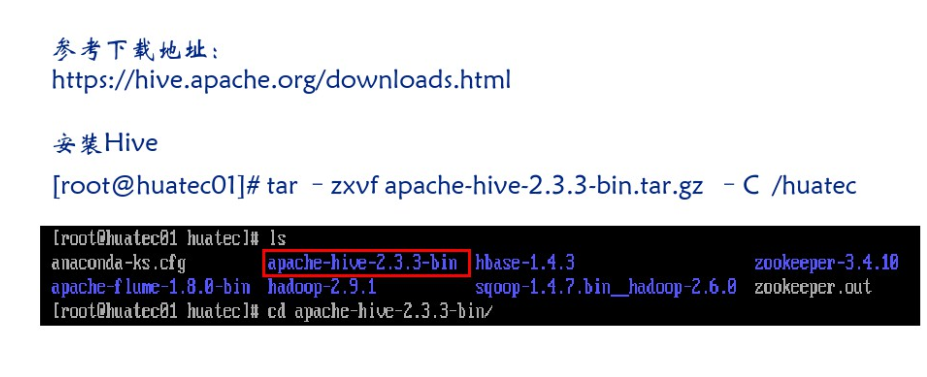 参考下载地址:
https://hive.apache.org/downloads.html
安装Hive
[root@huatec01]# tar –zxvf apache-hive-2.3.3-bin.tar.gz –C /huatec
[root@huatec01 huatec]# ls
anaconda-ks.cfg apache-hive-2.3.3-bin hbase-1.4.3 zookeeper-3.4.10
apache-flume-1.8.0-bin hadoop-2.9.1 sqoop-1.4.7.bin__hadoop-2.6.0 zookeeper.out
[root@huatec01 huatec]# cd apache-hive-2.3.3-bin/